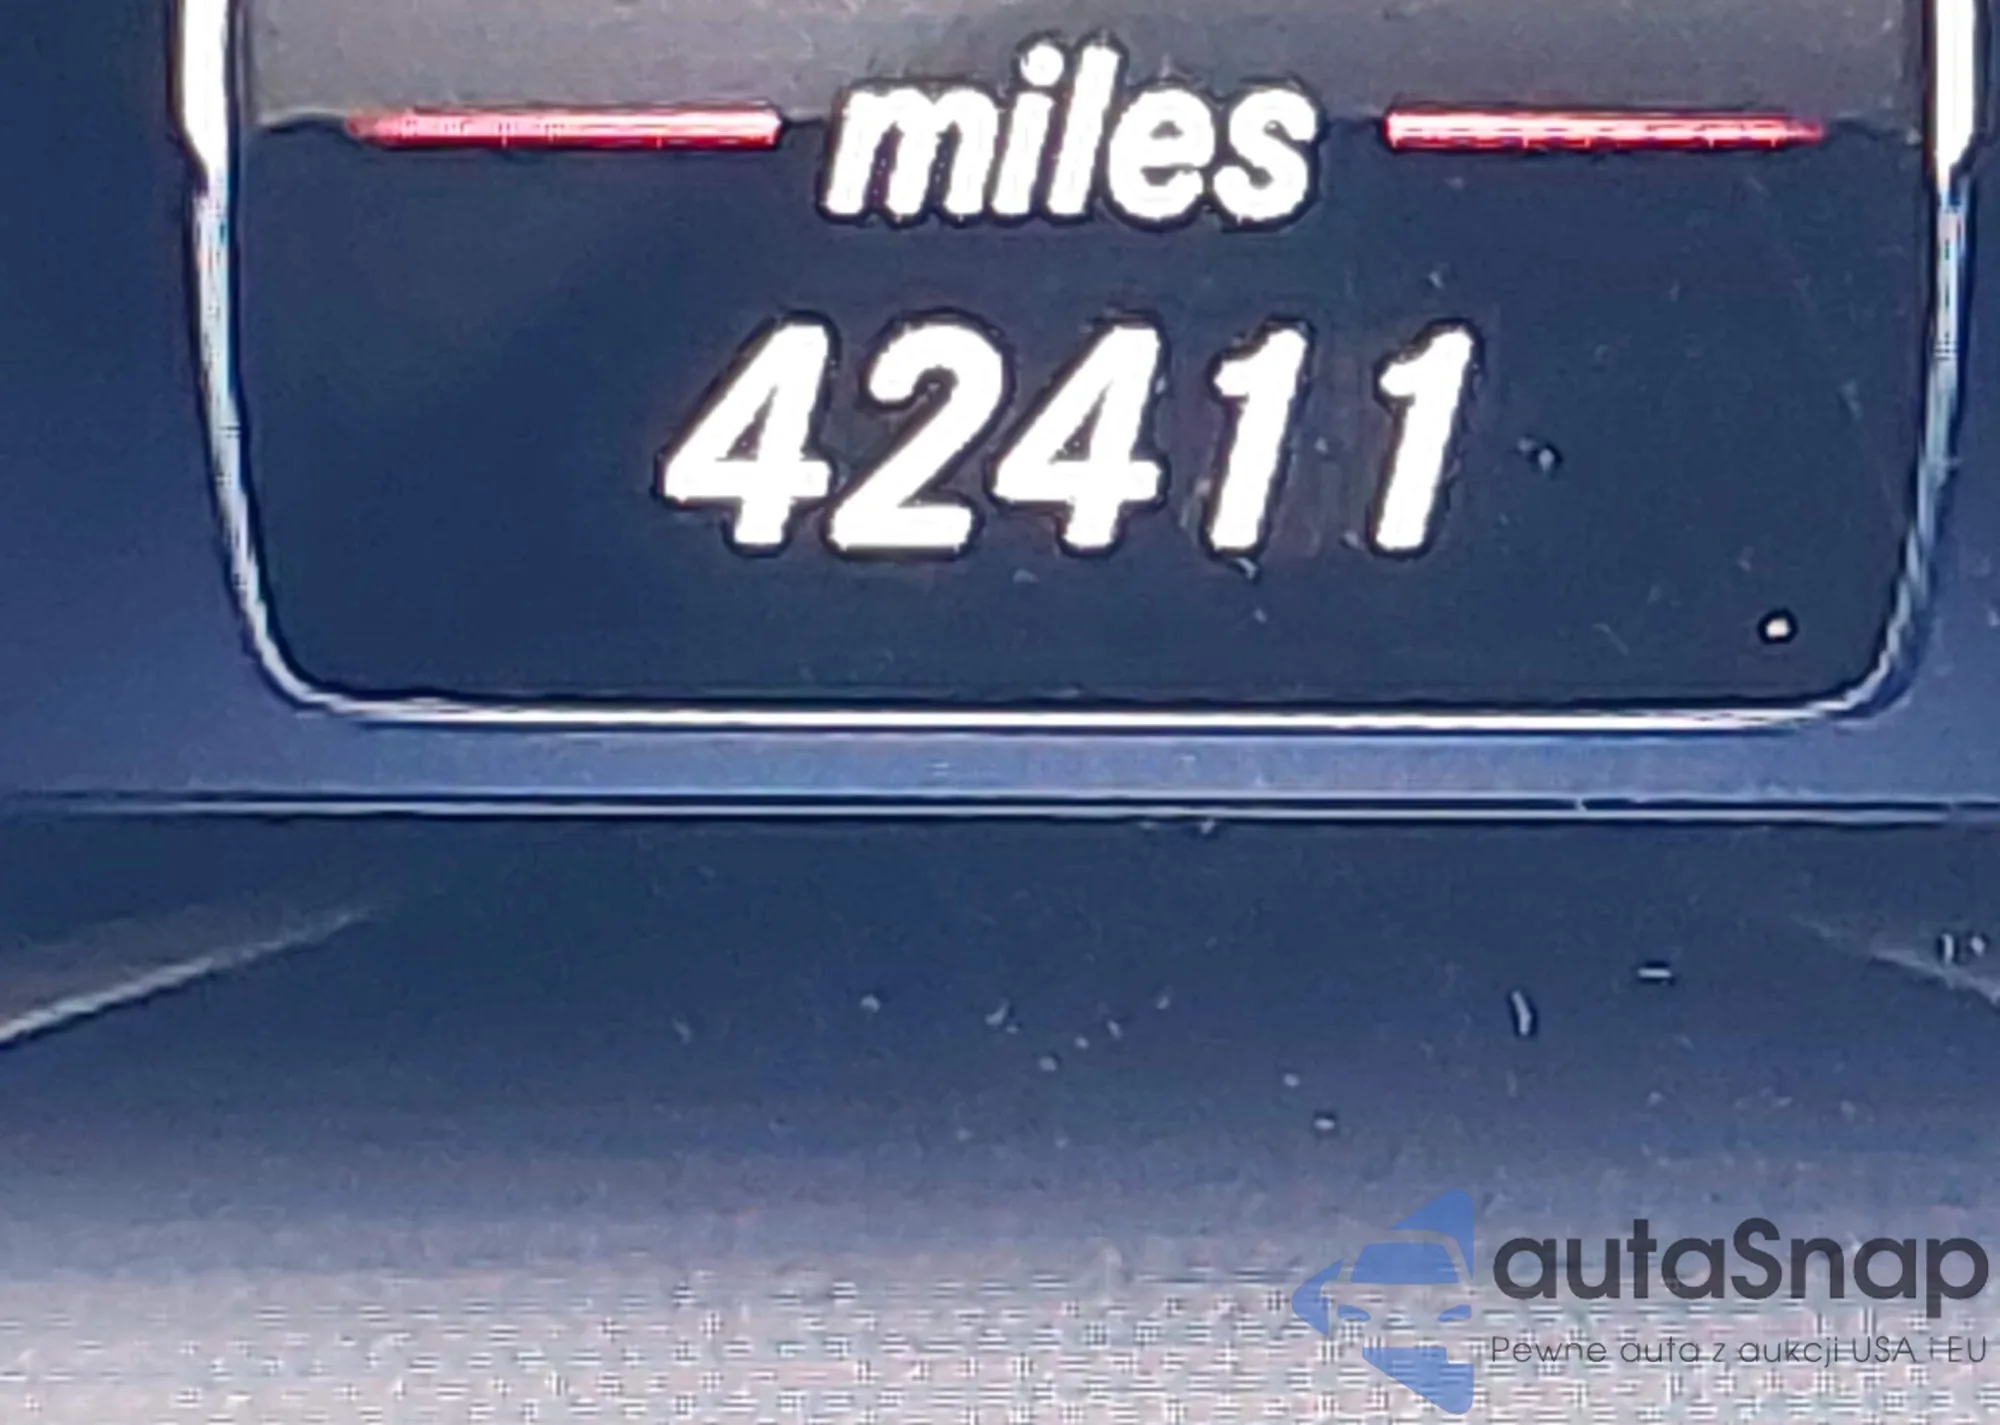 miles
42411
autaSnap
Pewne auta z aukcji USA i EU